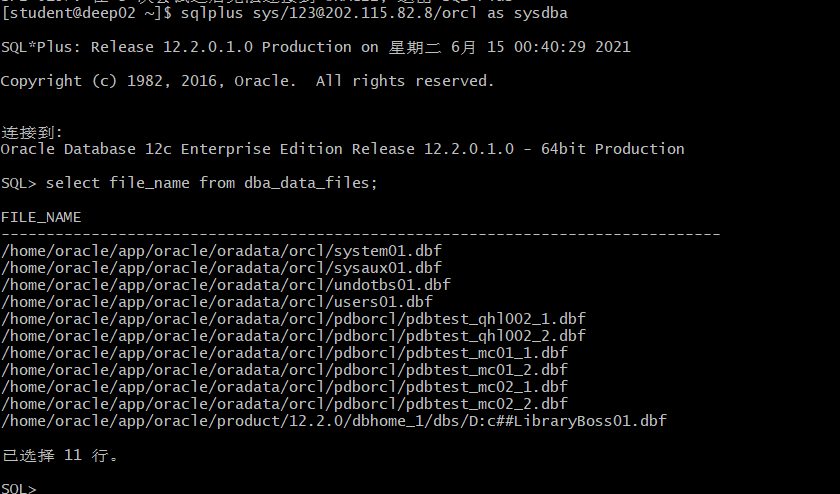 [student@deep02 ~]$ sqlplus sys/123@202.115.82.8/orcl as sysdba
SQL*Plus: Release 12.2.0.1.0 Production on 星期二 6月 15 00:40:29 2021
Copyright (c) 1982, 2016, Oracle.  All rights reserved.
连接到:
Oracle Database 12c Enterprise Edition Release 12.2.0.1.0 - 64bit Production
SQL> select file_name from dba_data_files;
FILE_NAME
--------------------------------------------------------------------------------
/home/oracle/app/oracle/oradata/orcl/system01.dbf
/home/oracle/app/oracle/oradata/orcl/sysaux01.dbf
/home/oracle/app/oracle/oradata/orcl/undotbs01.dbf
/home/oracle/app/oracle/oradata/orcl/users01.dbf
/home/oracle/app/oracle/oradata/orcl/pdborcl/pdbtest_qhl002_1.dbf
/home/oracle/app/oracle/oradata/orcl/pdborcl/pdbtest_qhl002_2.dbf
/home/oracle/app/oracle/oradata/orcl/pdborcl/pdbtest_mc01_1.dbf
/home/oracle/app/oracle/oradata/orcl/pdborcl/pdbtest_mc01_2.dbf
/home/oracle/app/oracle/oradata/orcl/pdborcl/pdbtest_mc02_1.dbf
/home/oracle/app/oracle/oradata/orcl/pdborcl/pdbtest_mc02_2.dbf
/home/oracle/app/oracle/product/12.2.0/dbhome_1/dbs/D:c##LibraryBoss01.dbf
已选择 11 行。
SQL>